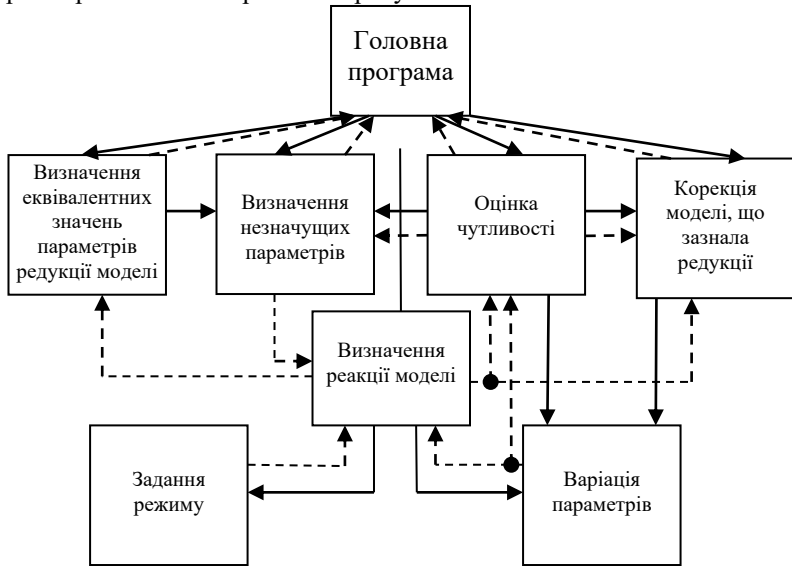 Головна
програма
Визначення
еквівалентних
значень
параметрів
редукції моделі
Визначення
незначущих
параметрів
Оцінка
чутливості
Корекція
моделі, що
зазнала
редукції
Визначення
реакції моделі
Задання
режиму
Варіація
параметрів